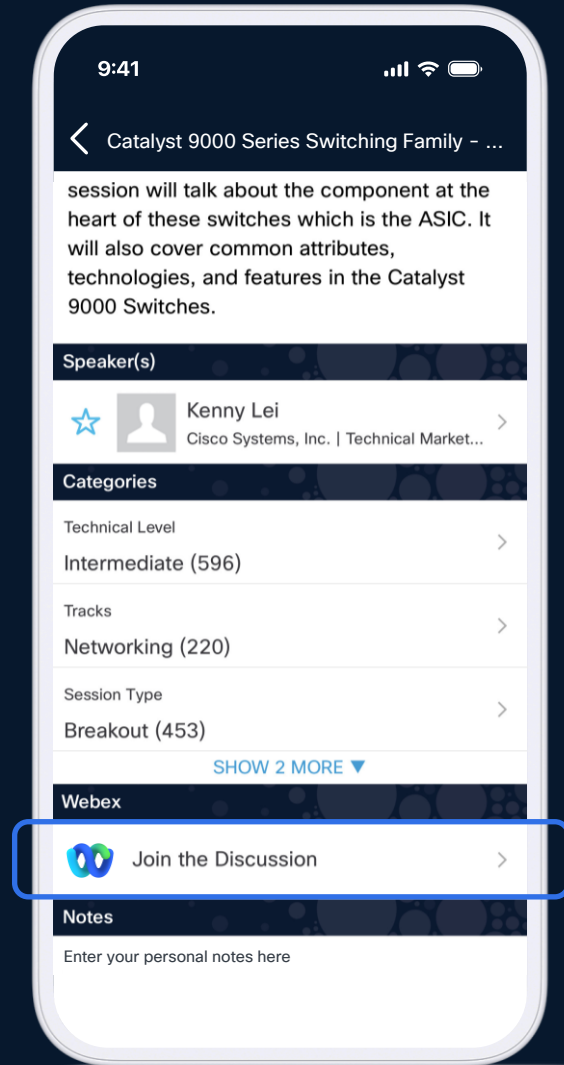 9:41
Catalyst 9000 Series Switching Family - ...
session will talk about the component at the
heart of these switches which is the ASIC. It
will also cover common attributes,
technologies, and features in the Catalyst
9000 Switches.
Speaker(s)
Kenny Lei
Cisco Systems, Inc. | Technical Market...
Categories
Technical Level
Intermediate (596)
Tracks
Networking (220)
Session Type
Breakout (453)
SHOW 2 MORE ▼
Webex
Join the Discussion
Notes
Enter your personal notes here